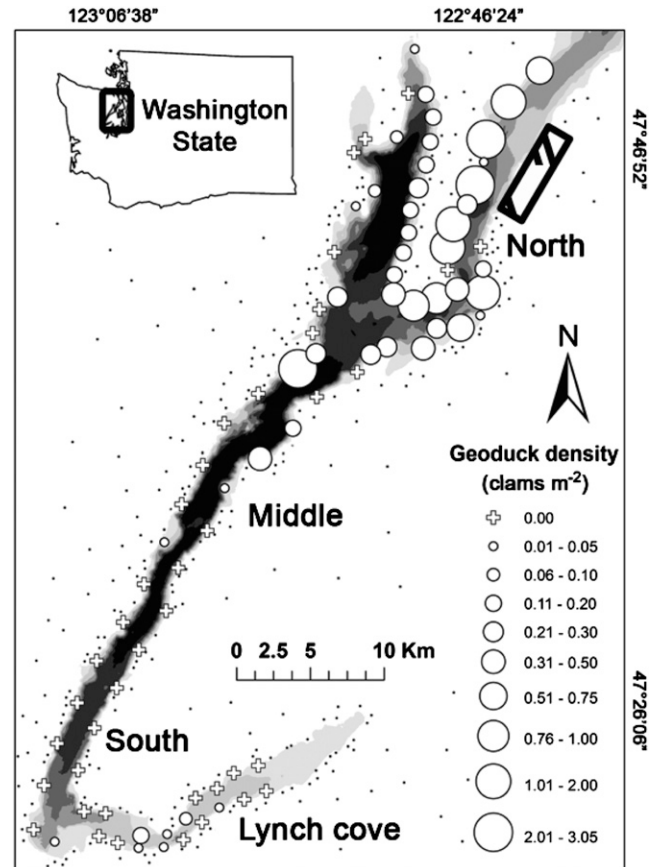 123°06'38"
122°46'24"
Washington
State
47°46'52"
North
N
Geoduck density
(clams m-2)
0.00
0.01 - 0.05
0.06 - 0.10
0.11 - 0.20
0.21 - 0.30
0.31 - 0.50
0.51 - 0.75
0.76 - 1.00
1.01 - 2.00
2.01 - 3.05
Middle
0 2.5 5 10 Km
47°26'06"
South
Lynch cove